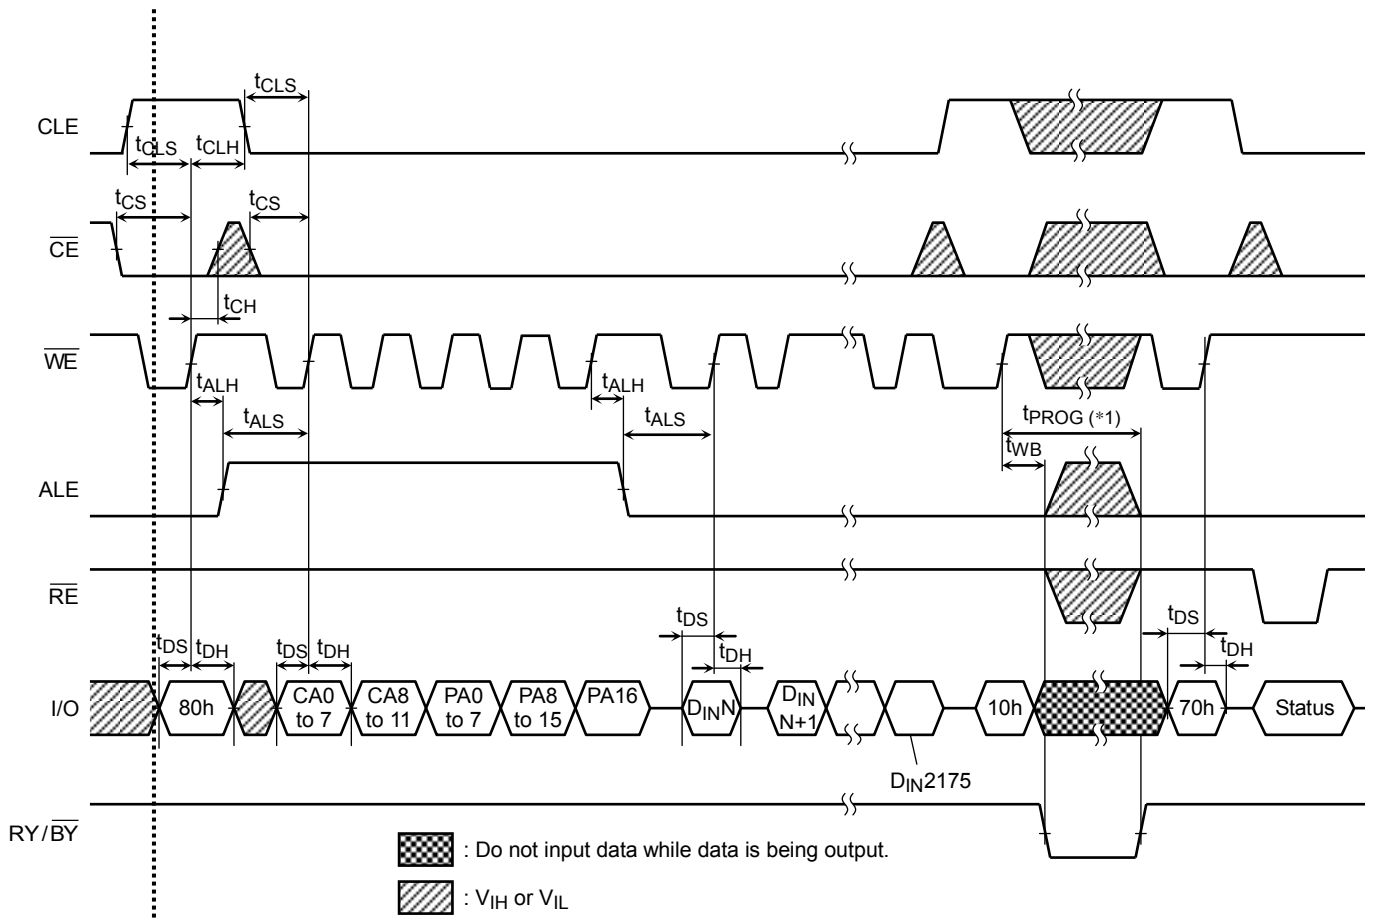 tCLS
CLE
tCLS
tCLH
tCS
tCS
CE
tCH
WE
tALH
tALH
tALS
tALS
tPROG (*1)
tWB
ALE
RE
tDS
tDH
tDS
tDH
tDS
tDH
tDS
tDH
I/O
80h
CA0
to 7
CA8
to 11
PA0
to 7
PA8
to 15
PA16
DINN
DIN
N+1
10h
70h
Status
DIN2175
RY/BY
: Do not input data while data is being output.
: VIH or VIL